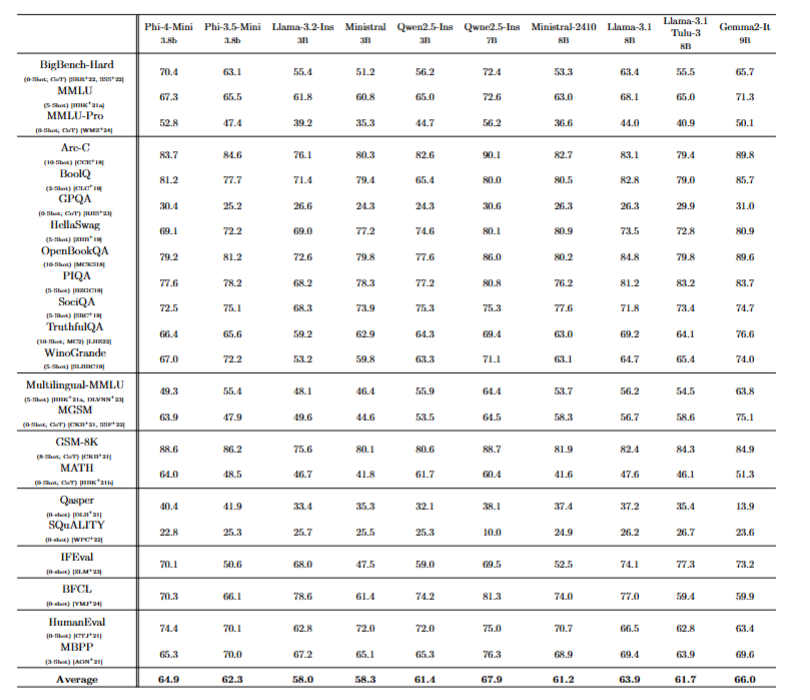 Phi-4-Mini Phi-3.5-Mini Llama-3.2-Ins Ministral Qwen2.5-Ins Qwne2.5-Ins Ministral-2410 Llama-3.1 Llama-3.1 Tulu-3 Gemma2-It
3.8b 3.8b 3B 3B 3B 7B 8B 8B 8B 9B
BigBench-Hard 70.4 63.1 55.4 51.2 56.2 72.4 53.3 63.4 55.5 65.7
(0-Shot, CoT) [SRR+22, SSS+22]
MMLU 67.3 65.5 61.8 60.8 65.0 72.6 63.0 68.1 65.0 71.3
(5-Shot) [HBK+21a]
MMLU-Pro 52.8 47.4 39.2 35.3 44.7 56.2 36.6 44.0 40.9 50.1
(0-Shot, CoT) [WMZ+24]
Arc-C 83.7 84.6 76.1 80.3 82.6 90.1 82.7 83.1 79.4 89.8
(10-Shot) [CCE+18]
BoolQ 81.2 77.7 71.4 79.4 65.4 80.0 80.5 82.8 79.0 85.7
(2-Shot) [CLC+19]
GPQA 30.4 25.2 26.6 24.3 24.3 30.6 26.3 26.3 29.9 31.0
(0-Shot, CoT) [RHS+23]
HellaSwag 69.1 72.2 69.0 77.2 74.6 80.1 80.9 73.5 72.8 80.9
(5-Shot) [ZHB+19]
OpenBookQA 79.2 81.2 72.6 79.8 77.6 86.0 80.2 84.8 79.8 89.6
(10-Shot) [MCKS18]
PIQA 77.6 78.2 68.2 78.3 77.2 80.8 76.2 81.2 83.2 83.7
(5-Shot) [BZGC19]
SociQA 72.5 75.1 68.3 73.9 75.3 75.3 77.6 71.8 73.4 74.7
(5-Shot) [SRC+19]
TruthfulQA 66.4 65.6 59.2 62.9 64.3 69.4 63.0 69.2 64.1 76.6
(10-Shot, MC2) [LHE22]
WinoGrande 67.0 72.2 53.2 59.8 63.3 71.1 63.1 64.7 65.4 74.0
(5-Shot) [SLBBC19]
Multilingual-MMLU 49.3 55.4 48.1 46.4 55.9 64.4 53.7 56.2 54.5 63.8
(5-Shot) [HBK+21a, DLVNN+23]
MGSM 63.9 47.9 49.6 44.6 53.5 64.5 58.3 56.7 58.6 75.1
(0-Shot, CoT) [CKB+21, SSF+22]
GSM-8K 88.6 86.2 75.6 80.1 80.6 88.7 81.9 82.4 84.3 84.9
(8-Shot, CoT) [CKB+21]
MATH 64.0 48.5 46.7 41.8 61.7 60.4 41.6 47.6 46.1 51.3
(0-Shot, CoT) [HBK+21b]
Qasper 40.4 41.9 33.4 35.3 32.1 38.1 37.4 37.2 35.4 13.9
(0-shot) [DLB+21]
SQuALITY 22.8 25.3 25.7 25.5 25.3 10.0 24.9 26.2 26.7 23.6
(0-shot) [WPC+22]
IFEval 70.1 50.6 68.0 47.5 59.0 69.5 52.5 74.1 77.3 73.2
(0-shot) [ZLM+23]
BFCL 70.3 66.1 78.6 61.4 74.2 81.3 74.0 77.0 59.4 59.9
(0-shot) [YMJ+24]
HumanEval 74.4 70.1 62.8 72.0 72.0 75.0 70.7 66.5 62.8 63.4
(0-Shot) [CTJ+21]
MBPP 65.3 70.0 67.2 65.1 65.3 76.3 68.9 69.4 63.9 69.6
(3-Shot) [AON+21]
Average 64.9 62.3 58.0 58.3 61.4 67.9 61.2 63.9 61.7 66.0